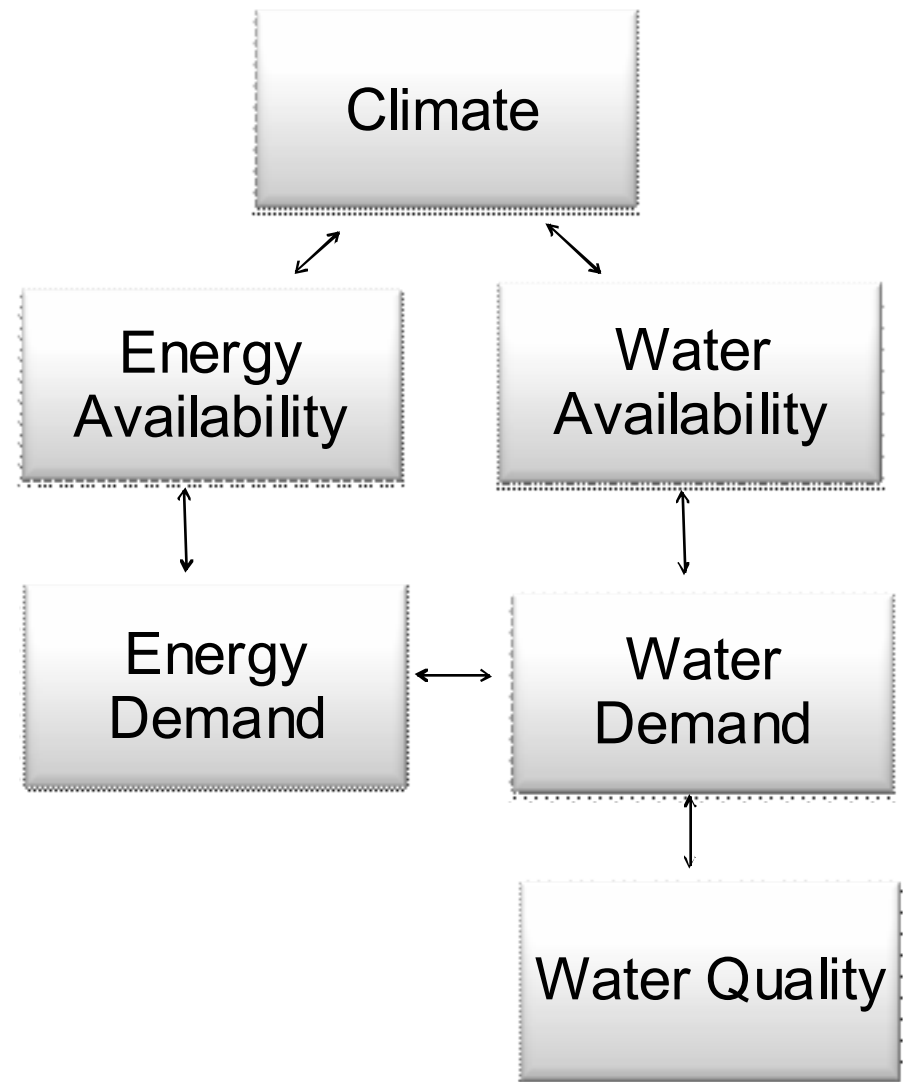 Climate
Energy
Availability
Water
Availability
Energy
Demand
Water
Demand
Water Quality